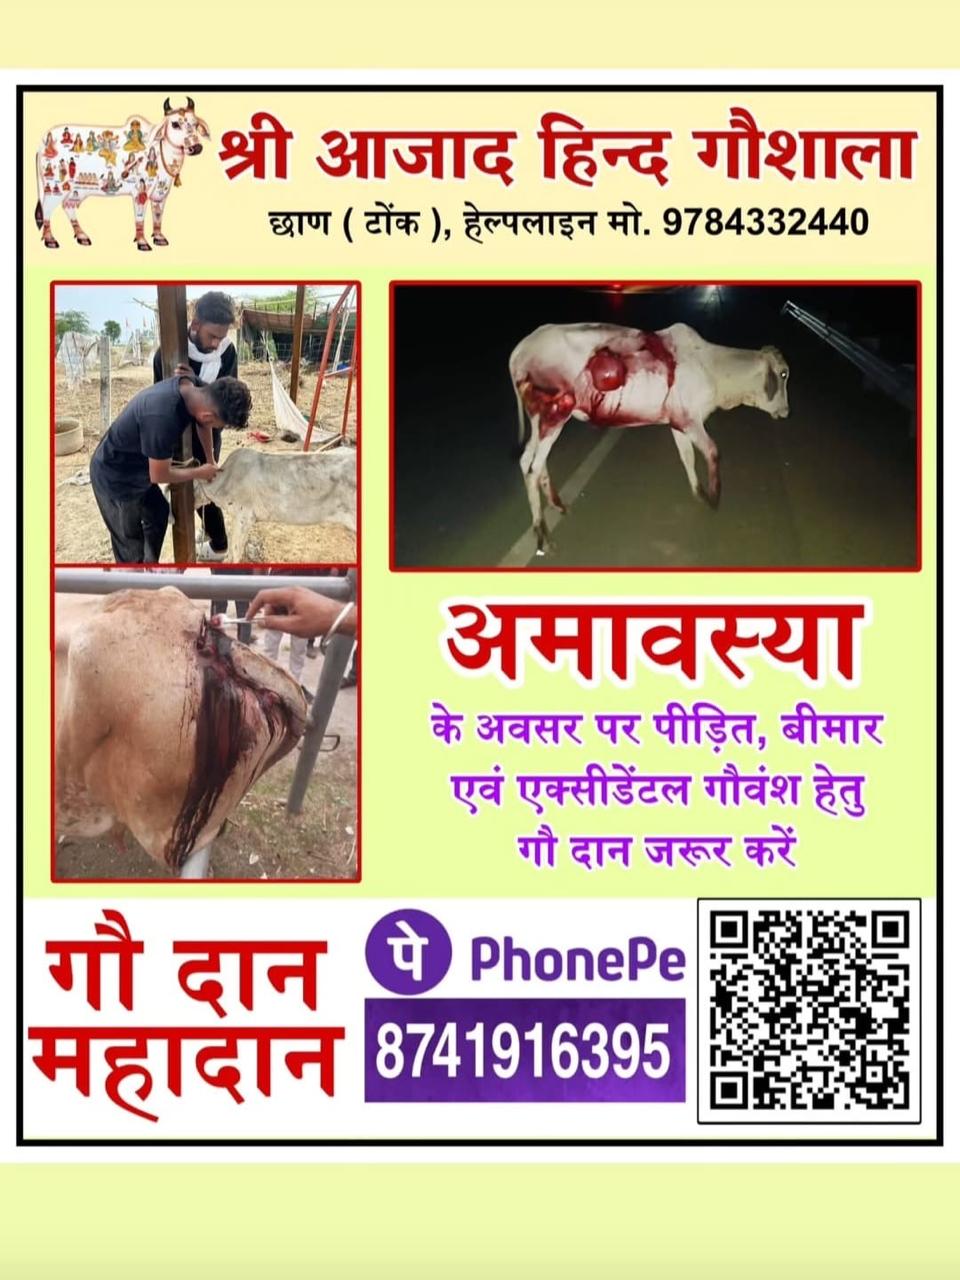 श्री आजाद हिन्द गौशाला
छाण ( टोंक ), हेल्पलाइन मो. 9784332440
अमावस्या
के अवसर पर पीड़ित, बीमार
एवं एक्सीडेंटल गौवंश हेतु
गौ दान जरूर करें
गौ दान
महादान
पे PhonePe
8741916395